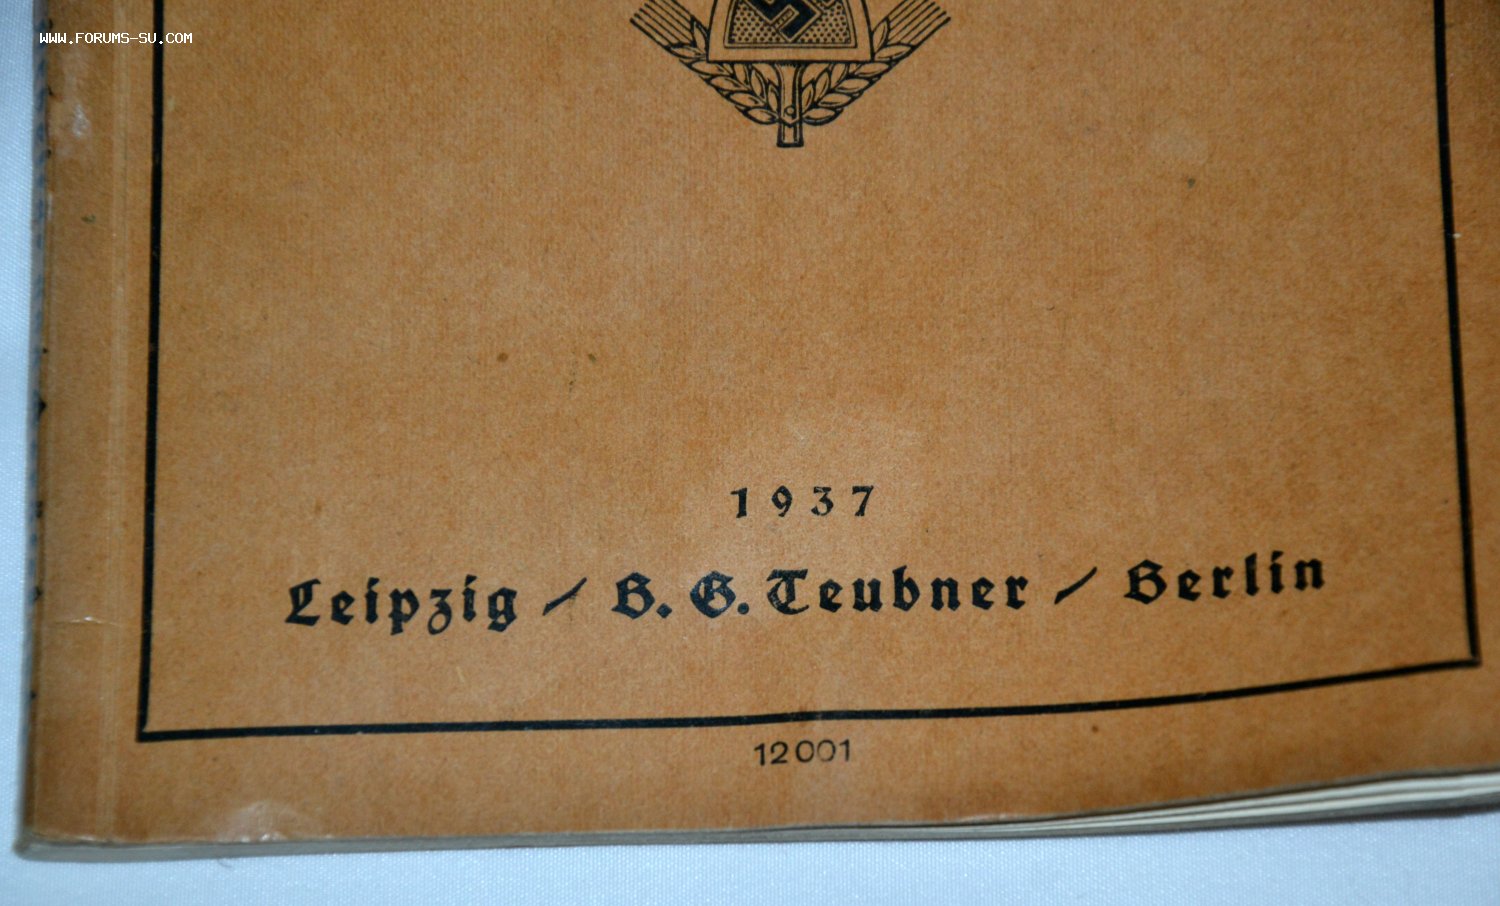 WWW.FORUMS-SU.COM
1937
Leipzig / B. G. Teubner / Berlin
12001